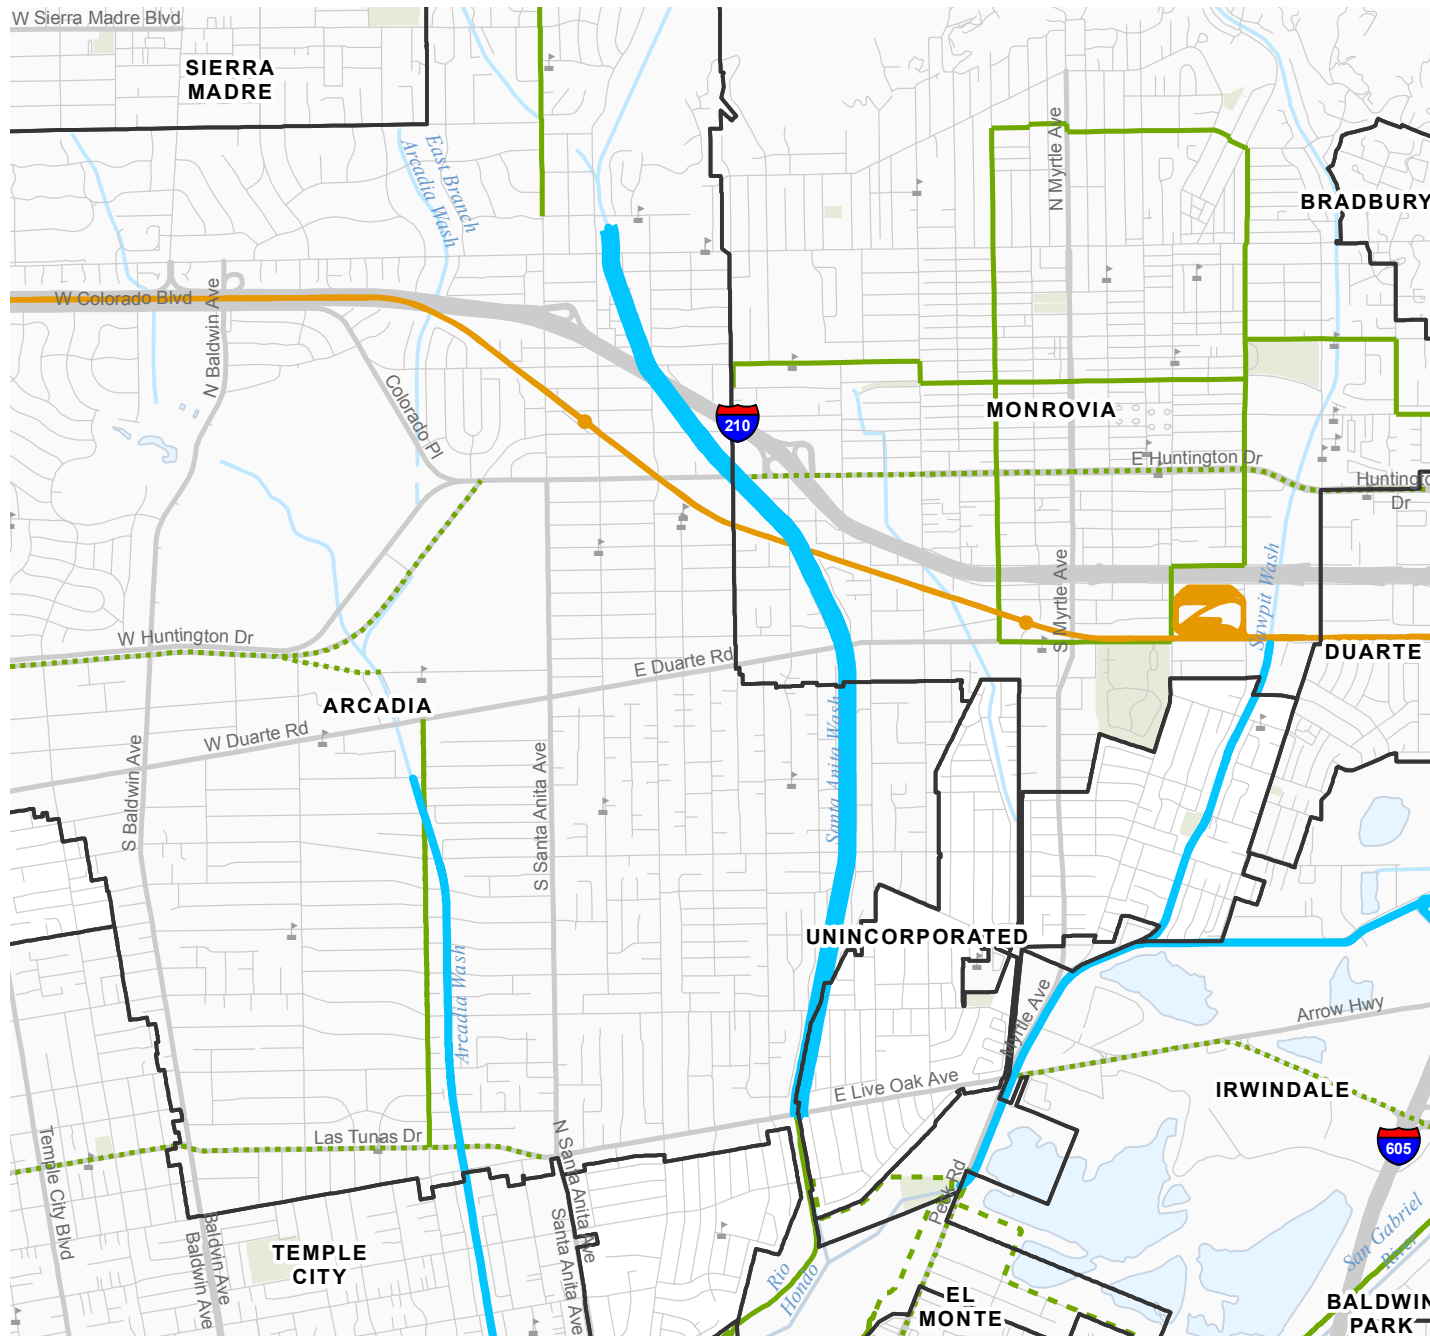 W Sierra Madre Blvd
SIERRA
MADRE
East Branch
Arcadia Wash
N Myrtle Ave
BRADBURY
W Colorado Blvd
N Baldwin Ave
Colorado Pl
210
MONROVIA
E Huntington Dr
Huntingto
Dr
Sawpit Wash
S Myrtle Ave
W Huntington Dr
E Duarte Rd
DUARTE
ARCADIA
W Duarte Rd
S Baldwin Ave
S Santa Anita Ave
Santa Anita Wash
UNINCORPORATED
Arcadia Wash
Myrtle Ave
Arrow Hwy
E Live Oak Ave
IRWINDALE
605
Las Tunas Dr
Temple City Blvd
N Santa Anita Ave
Santa Anita Ave
Peck Rd
Baldwin Ave
Baldwin Ave
TEMPLE
CITY
Rio
Hondo
San Gabriel
River
EL
MONTE
BALDWIN
PARK